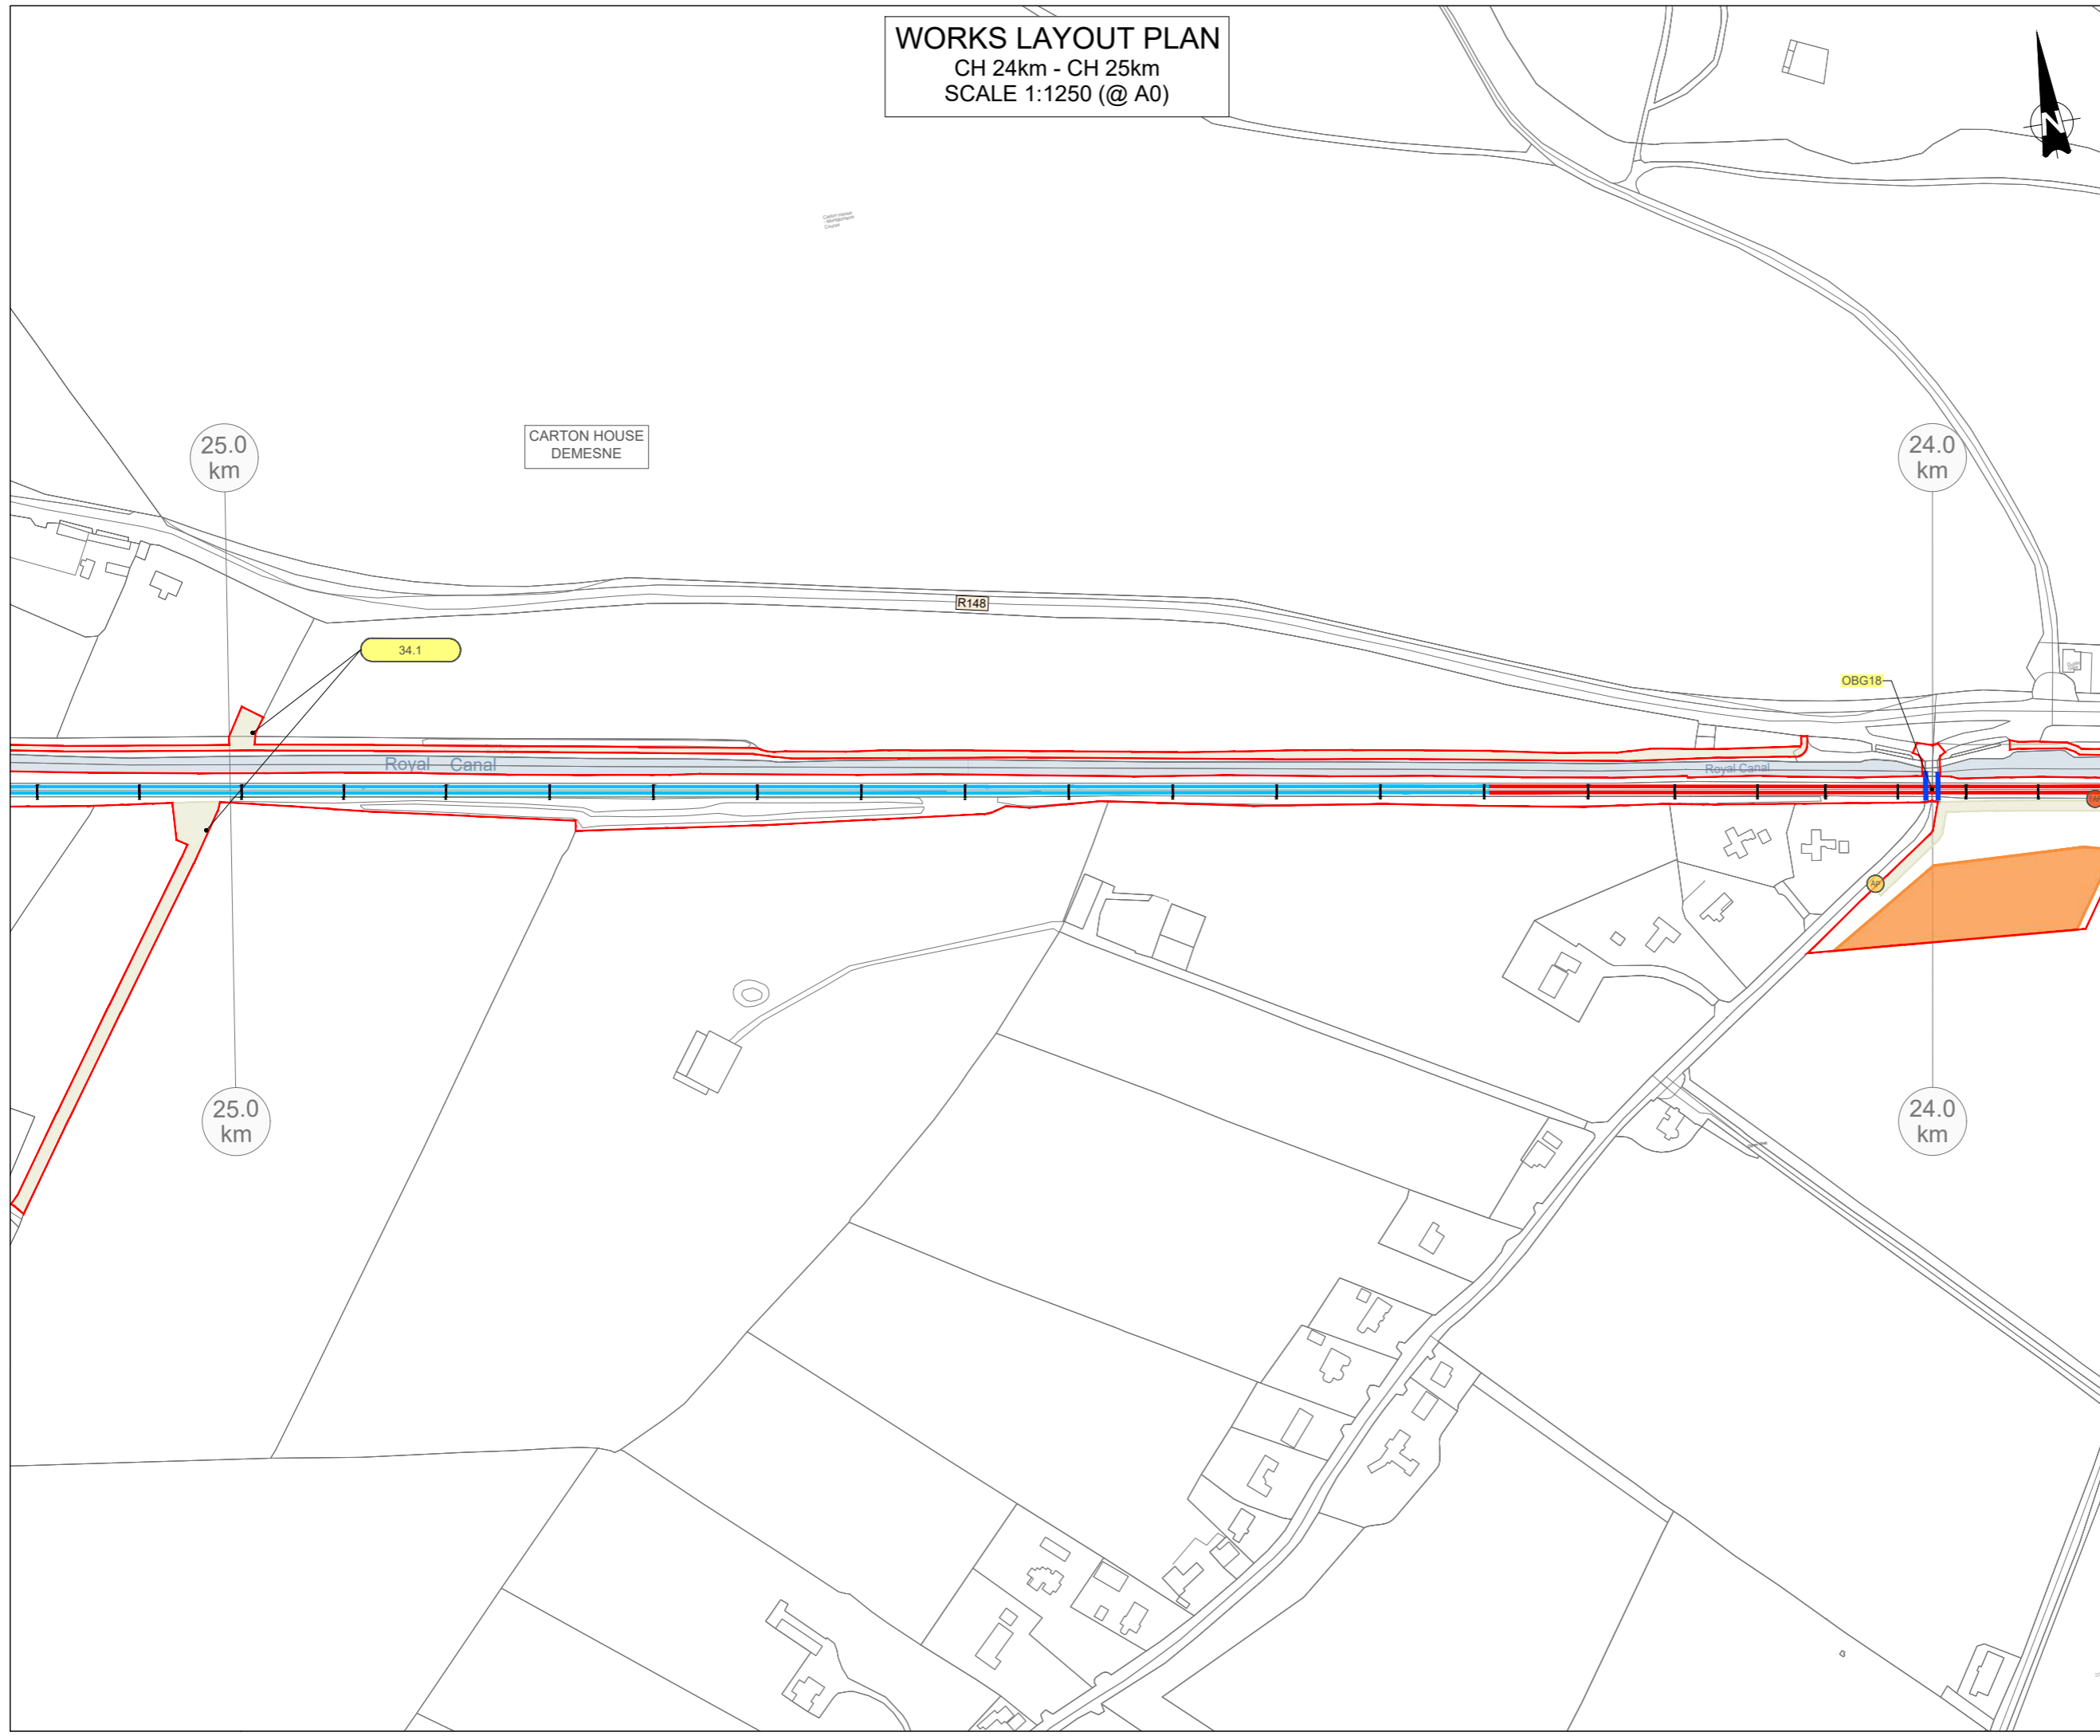 WORKS LAYOUT PLAN
CH 24km - CH 25km
SCALE 1:1250 (@ A0)
N
25.0
km
CARTON HOUSE
DEMESNE
24.0
km
R148
34.1
OBG18
Royal Canal
Royal Canal
AP
25.0
km
24.0
km